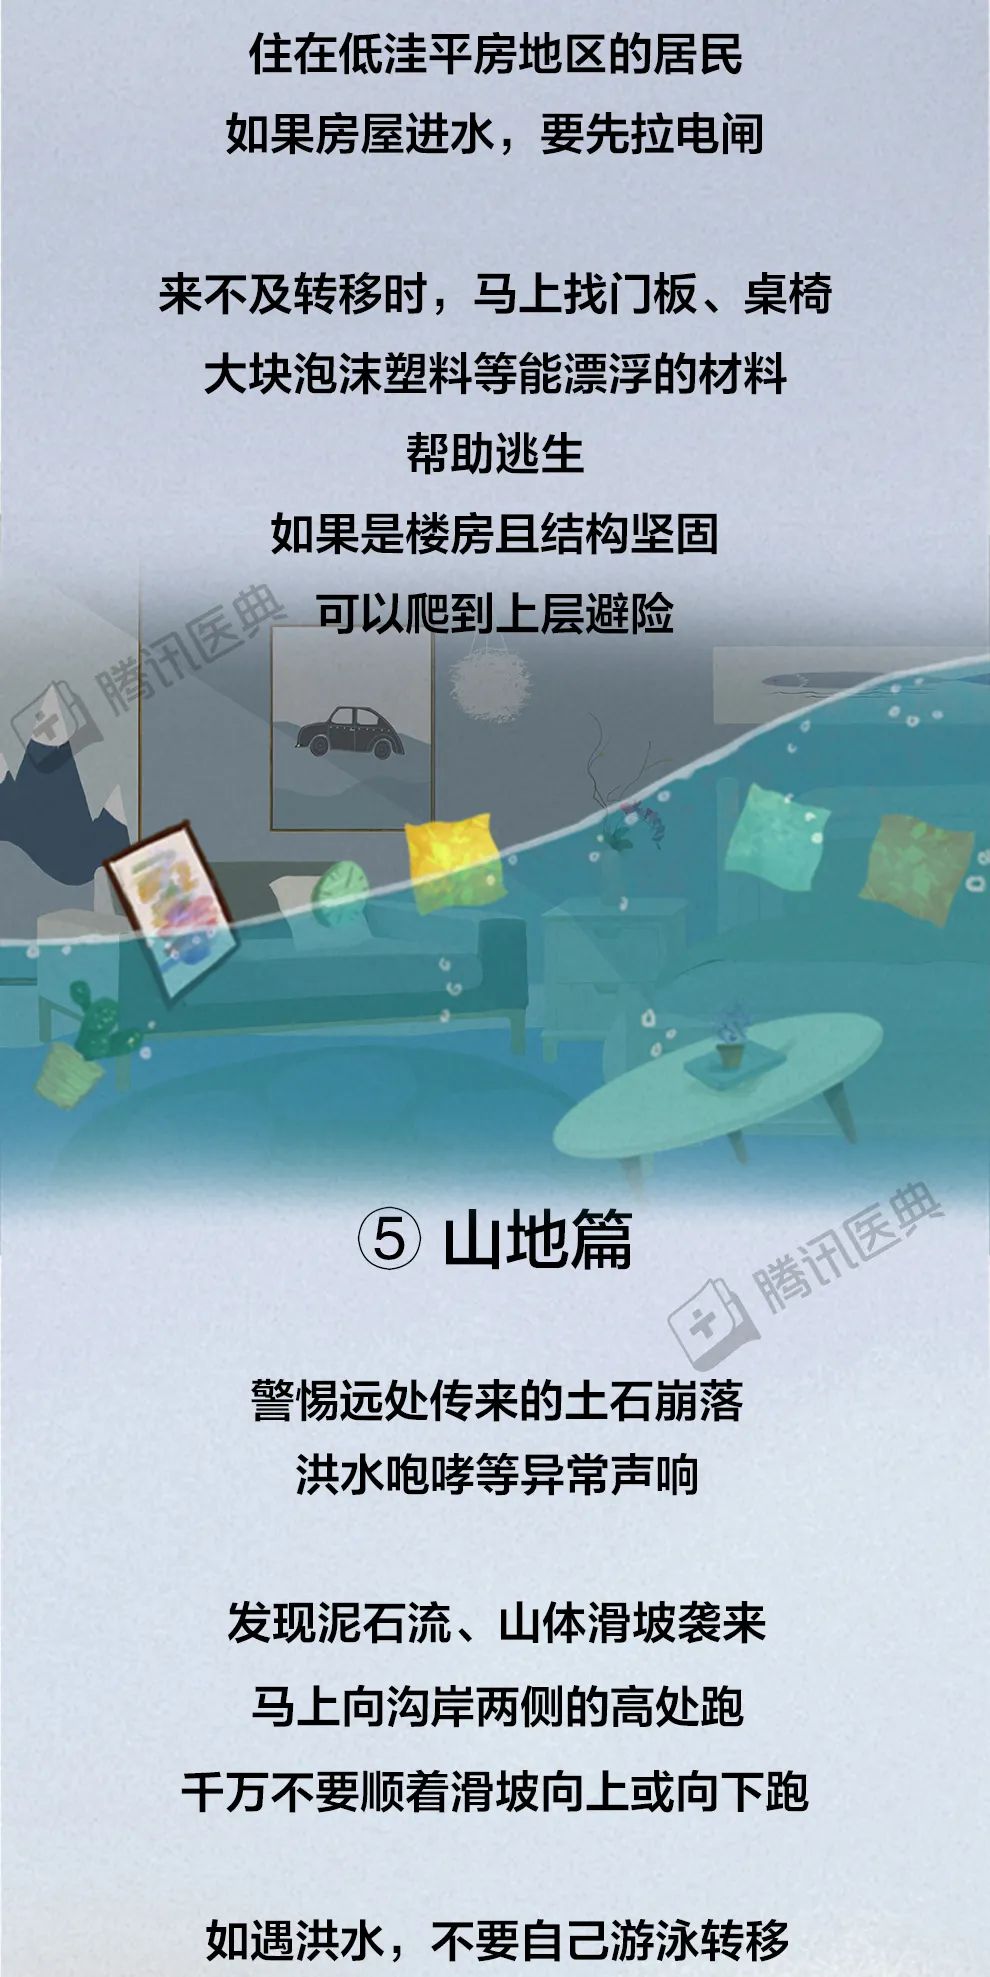 住在低洼平房地区的居民
如果房屋进水，要先拉电闸
来不及转移时，马上找门板、桌椅
大块泡沫塑料等能漂浮的材料
帮助逃生
如果是楼房且结构坚固
可以爬到上层避险
腾讯医典
⑤ 山地篇
腾讯医典
警惕远处传来的土石崩落
洪水咆哮等异常声响
发现泥石流、山体滑坡袭来
马上向沟岸两侧的高处跑
千万不要顺着滑坡向上或向下跑
如遇洪水，不要自己游泳转移